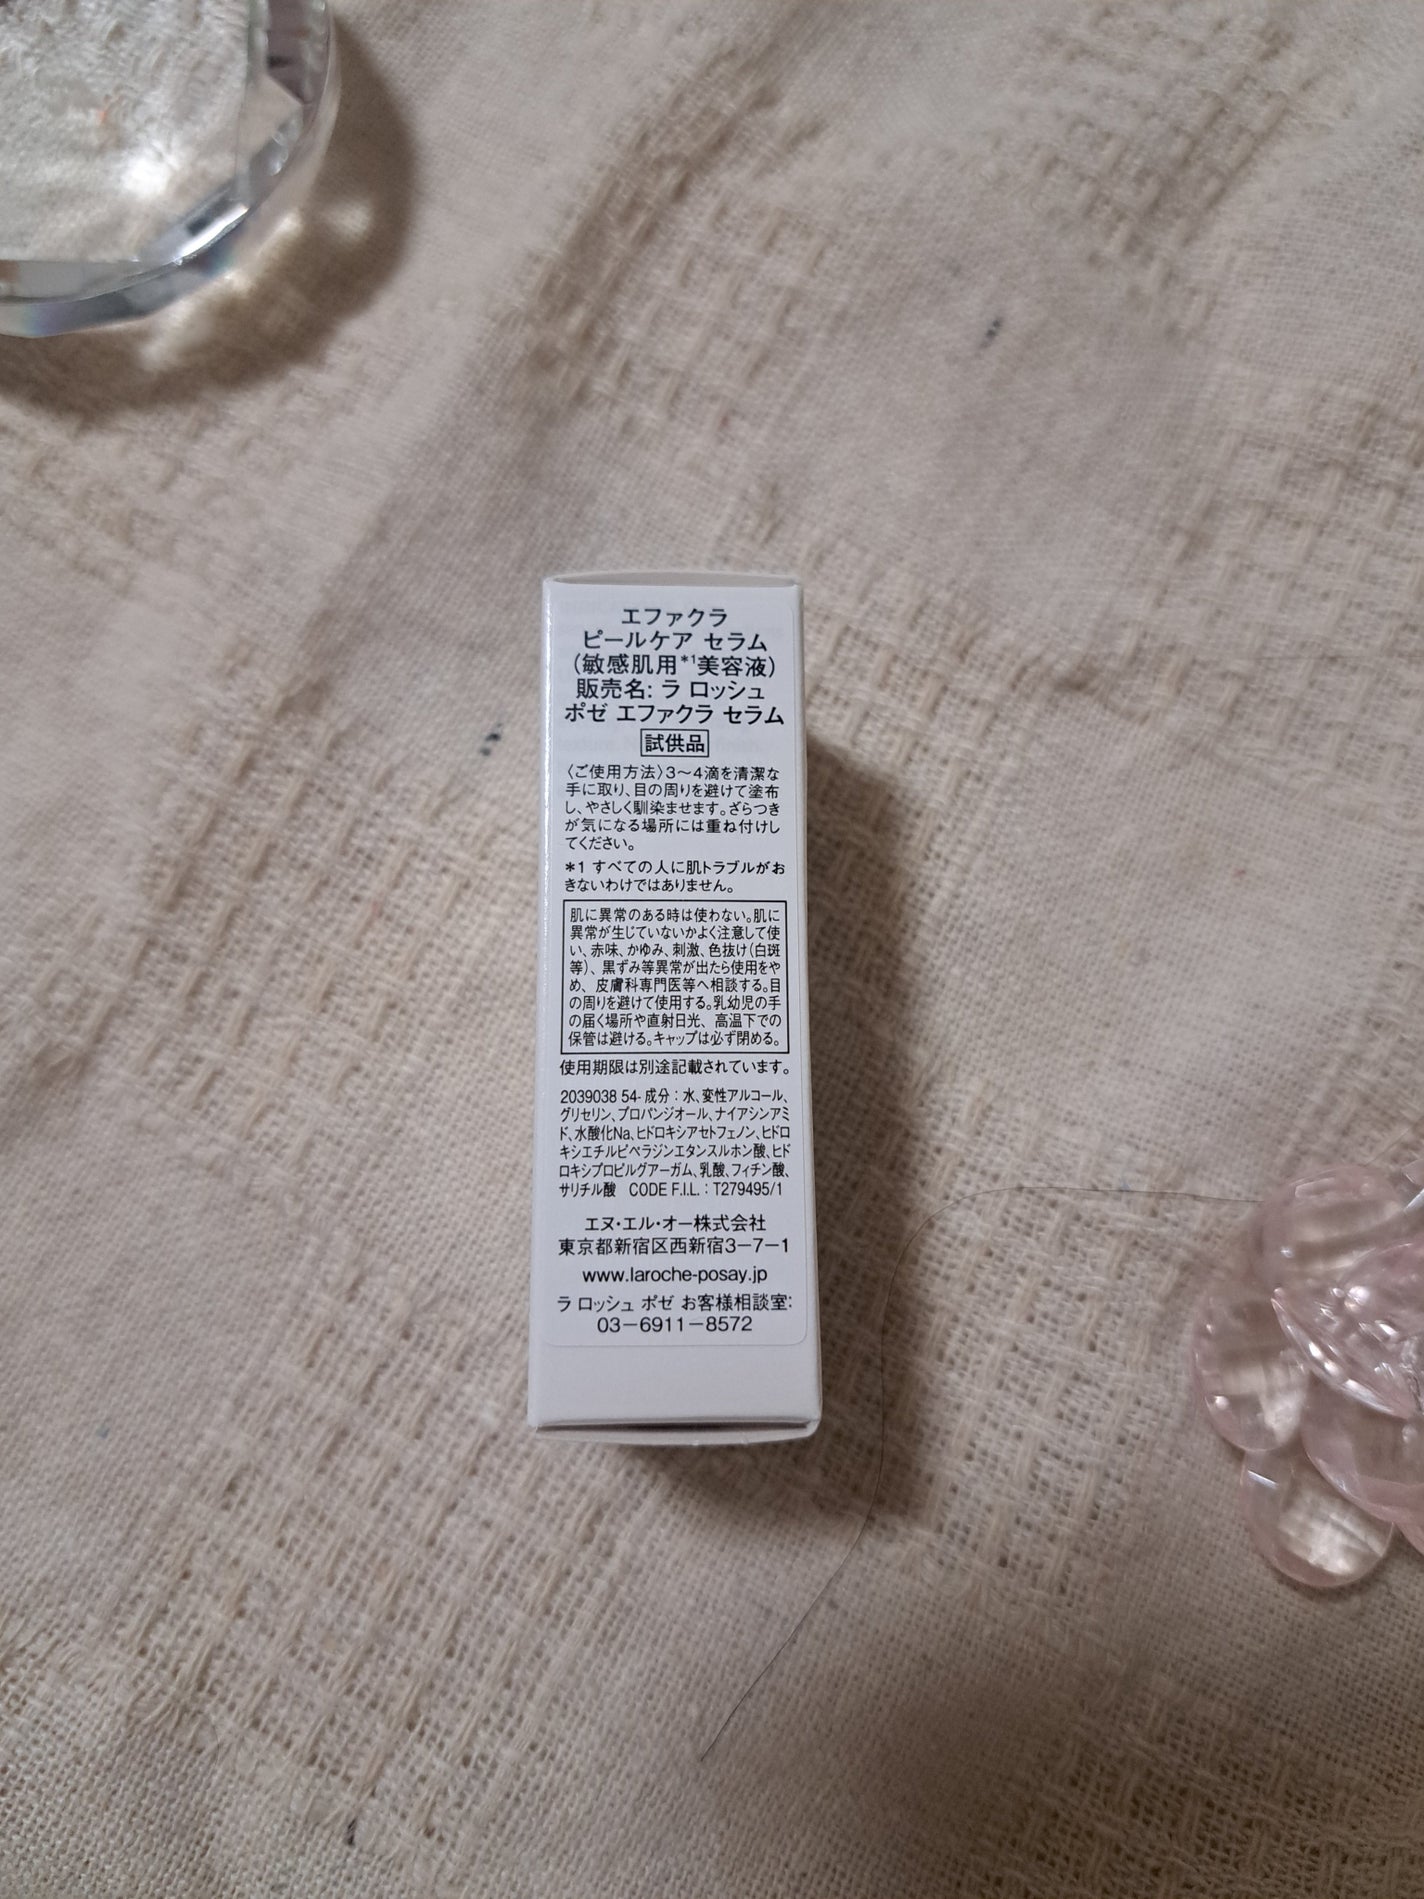 エファクラ
ピールケア セラム
(敏感肌用*1美容液)
販売名: ラ ロッシュ
ポゼ エファクラ セラム
試供品
〈ご使用方法〉3〜4滴を清潔な
手に取り、目の周りを避けて塗布
し、やさしく馴染ませます。ざらつき
が気になる場所には重ね付けし
てください。
*1 すべての人に肌トラブルがお
きないわけではありません。
肌に異常のある時は使わない。肌に
異常が生じていないかよく注意して使
い、赤味、かゆみ、刺激、色抜け(白斑
等)、黒ずみ等異常が出たら使用をや
め、皮膚科専門医等へ相談する。目
の周りを避けて使用する。乳幼児の手
の届く場所や直射日光、高温下での
保管は避ける。キャップは必ず閉める。
使用期限は別途記載されています。
2039038 54- 成分：水、変性アルコール、
グリセリン、プロパンジオール、ナイアシンアミ
ド、水酸化Na、ヒドロキシアセトフェノン、ヒドロ
キシエチルピペラジンエタンスルホン酸、ヒド
ロキシプロピルグアーガム、乳酸、フィチン酸、
サリチル酸 CODE F.I.L.：T279495/1
エヌ・エル・オー株式会社
東京都新宿区西新宿3－7－1
www.laroche-posay.jp
ラ ロッシュ ポゼ お客様相談室:
03－6911－8572